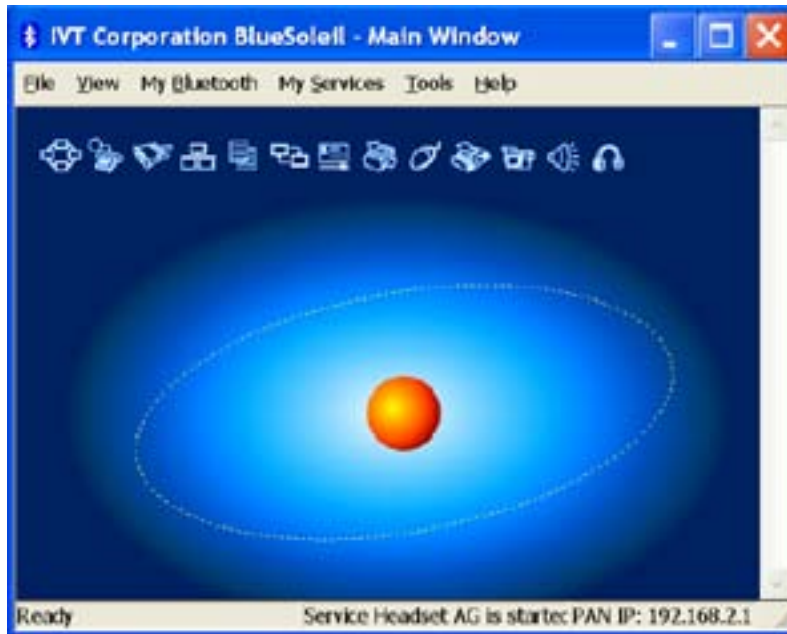 IVT Corporation BlueSoleil - Main Window
File View My Bluetooth My Services Tools Help
Ready Service Headset AG is startec PAN IP: 192.168.2.1